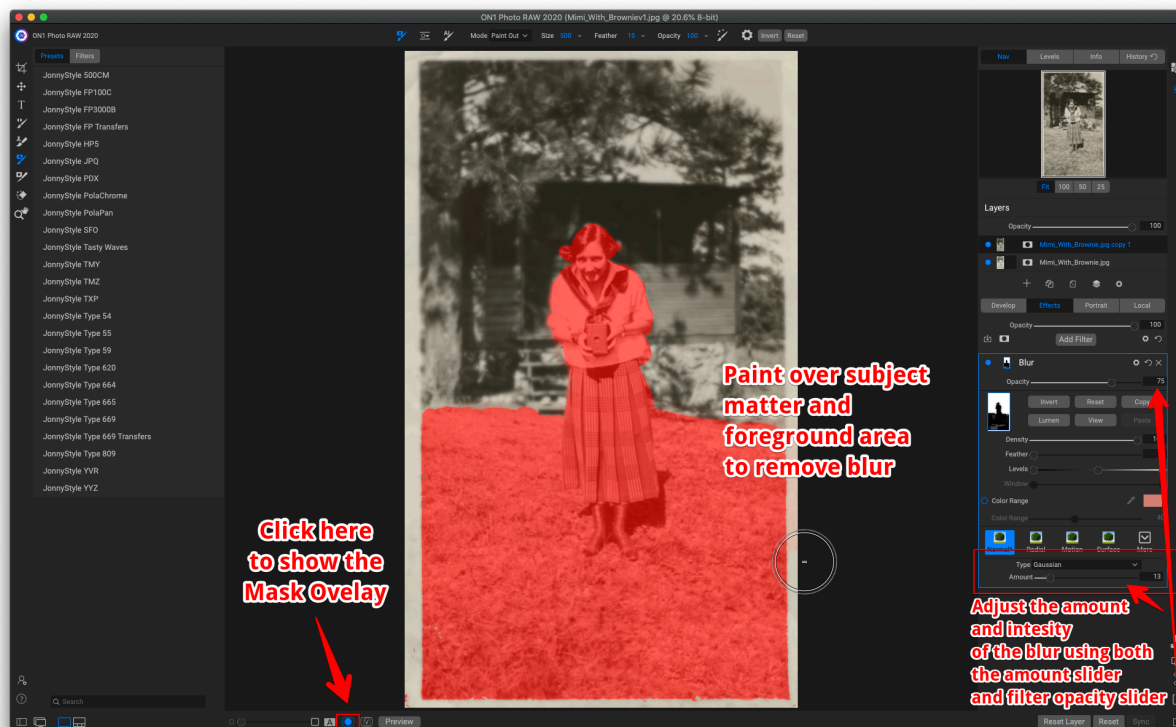 ON1 Photo RAW 2020 (Mimi_With_Browniev1.jpg @ 20.6% 8-bit)
ON1 Photo RAW 2020
Mode Paint Out Size 500 Feather 10 Opacity 100 Invert Reset
Presets Filters
JonnyStyle 500CM
JonnyStyle FP100C
JonnyStyle FP3000B
JonnyStyle FP Transfers
JonnyStyle HP5
JonnyStyle JPQ
JonnyStyle PDX
JonnyStyle PolaChrome
JonnyStyle PolaPan
JonnyStyle SFO
JonnyStyle Tasty Waves
JonnyStyle TMY
JonnyStyle TMZ
JonnyStyle TXP
JonnyStyle Type 54
JonnyStyle Type 55
JonnyStyle Type 59
JonnyStyle Type 620
JonnyStyle Type 664
JonnyStyle Type 665
JonnyStyle Type 669
JonnyStyle Type 669 Transfers
JonnyStyle Type 809
JonnyStyle YVR
JonnyStyle YYZ
Search
Click here
to show the
Mask Ovelay
Paint over subject
matter and
foreground area
to remove blur
Nav Levels Info History
Fit 100 50 25
Layers
Opacity 100
Mimi_With_Brownie.jpg copy 1
Mimi_With_Brownie.jpg
Develop Effects Portrait Local
Opacity 100
Add Filter
Blur
Opacity 75
Invert Reset Copy
Lumen View Paste
Density
Feather
Levels
Window
Color Range
Color Range
Normal Radial Motion Surface More
Type Gaussian
Amount 13
Adjust the amount
and intesity
of the blur using both
the amount slider
and filter opacity slider
A Preview
Reset Layer Reset Sync